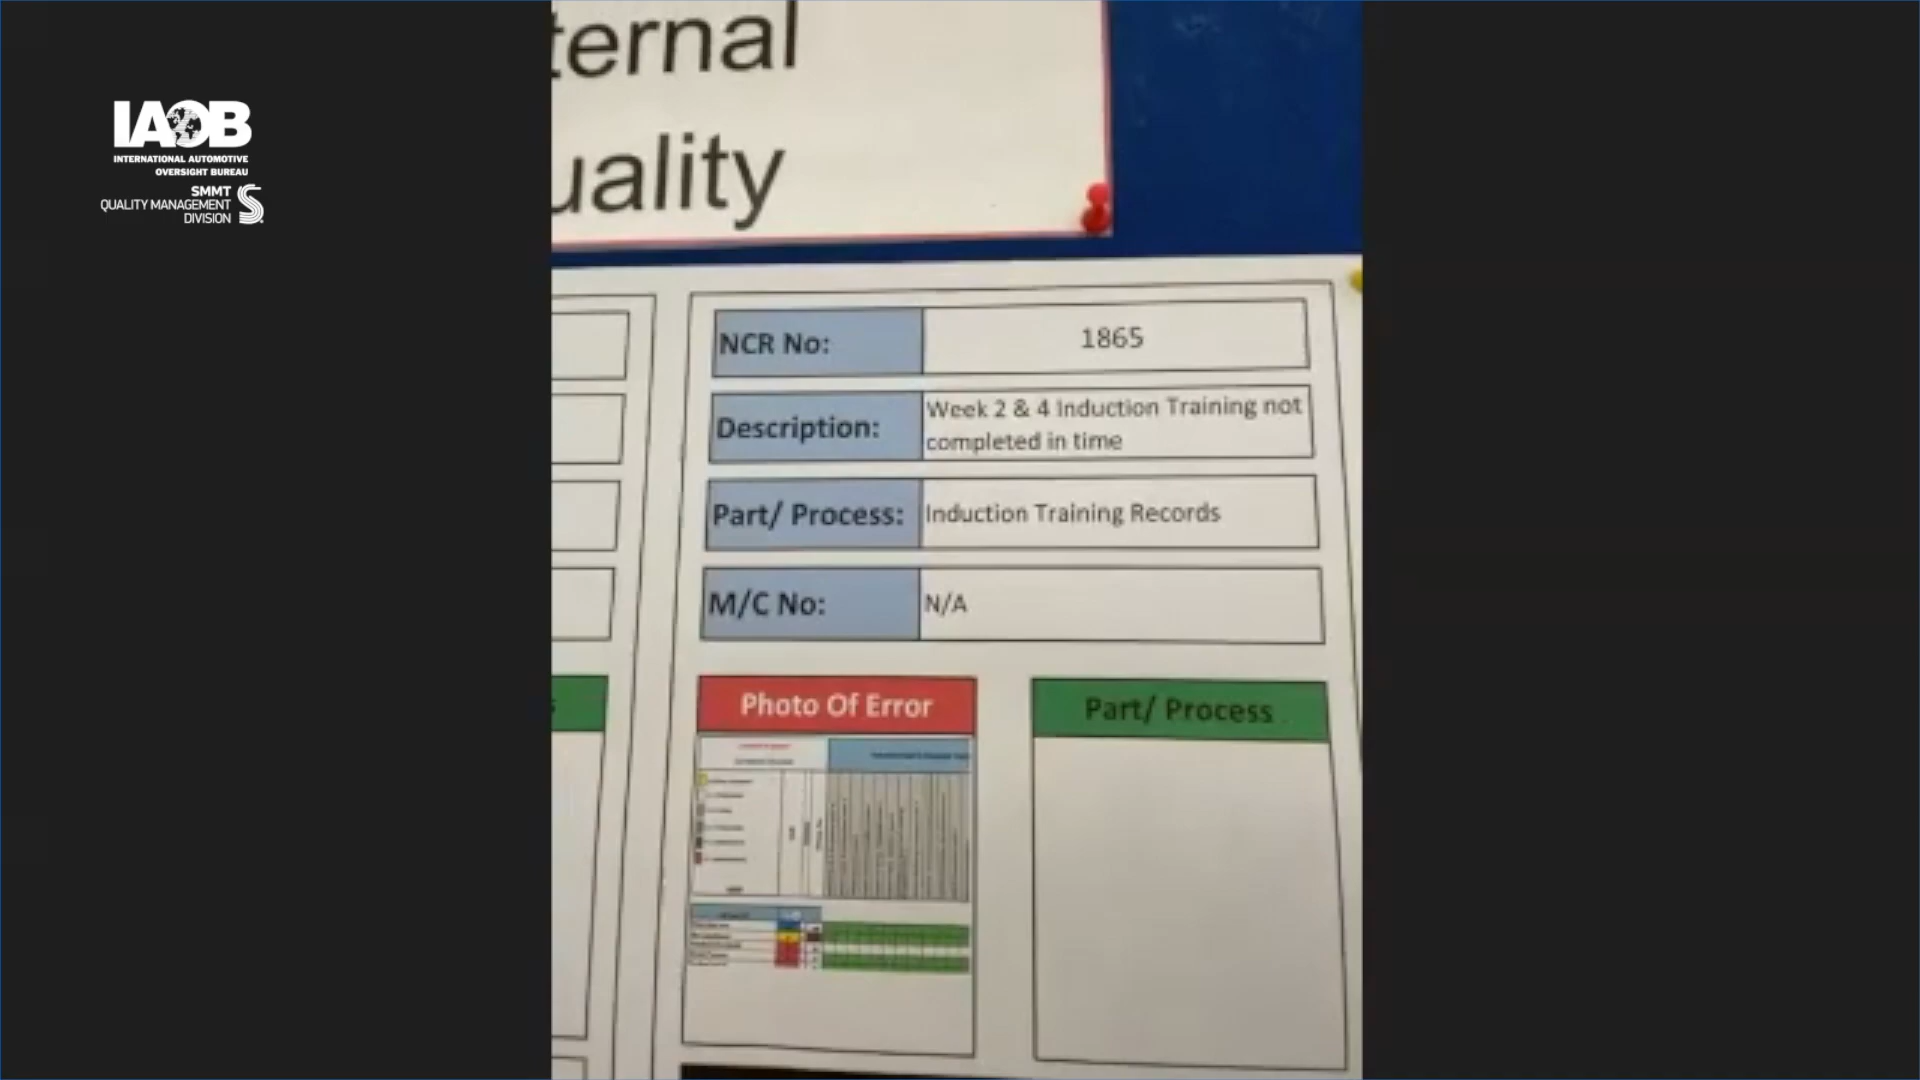 IAOB
INTERNATIONAL AUTOMOTIVE
OVERSIGHT BUREAU
SMMT
QUALITY MANAGEMENT
DIVISION
ternal
uality
NCR No:
1865
Description:
Week 2 & 4 Induction Training not
completed in time
Part/ Process:
Induction Training Records
M/C No:
N/A
Photo Of Error
Part/ Process